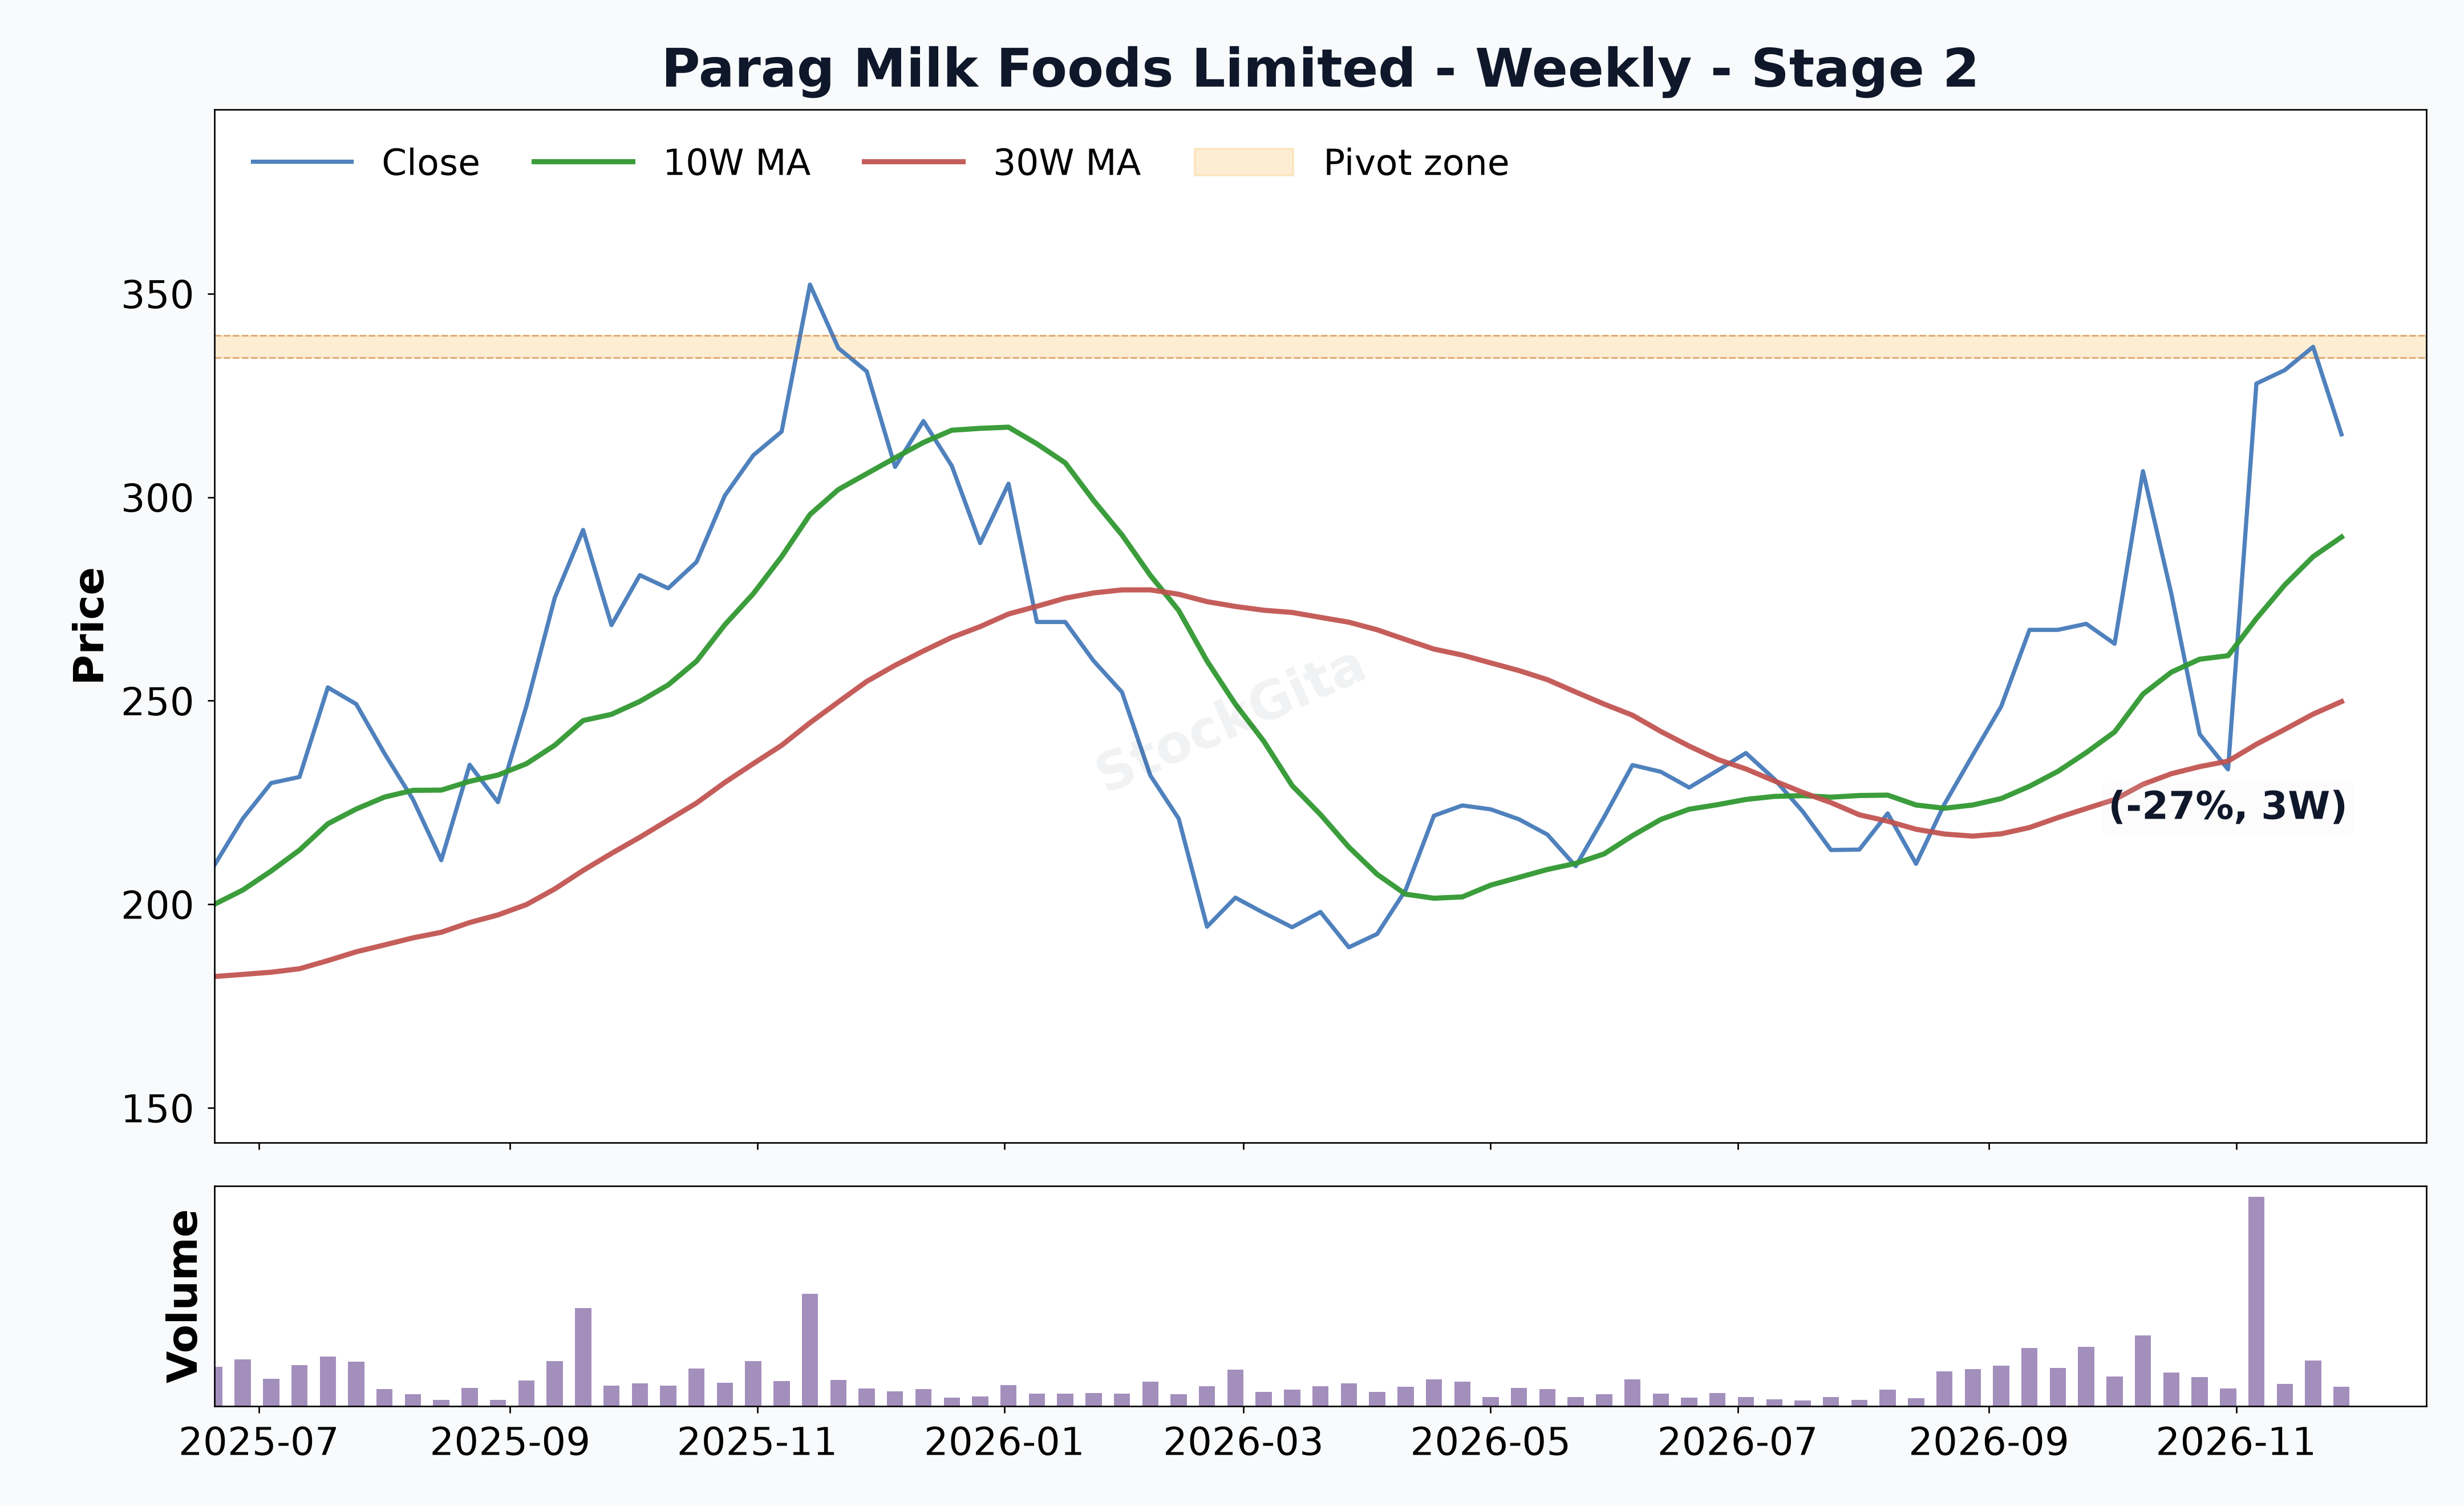 Parag Milk Foods Limited - Weekly - Stage 2
Close 10W MA 30W MA Pivot zone
350
300
250
200
150
Price
StockGita
(-27%, 3W)
Volume
2025-07 2025-09 2025-11 2026-01 2026-03 2026-05 2026-07 2026-09 2026-11